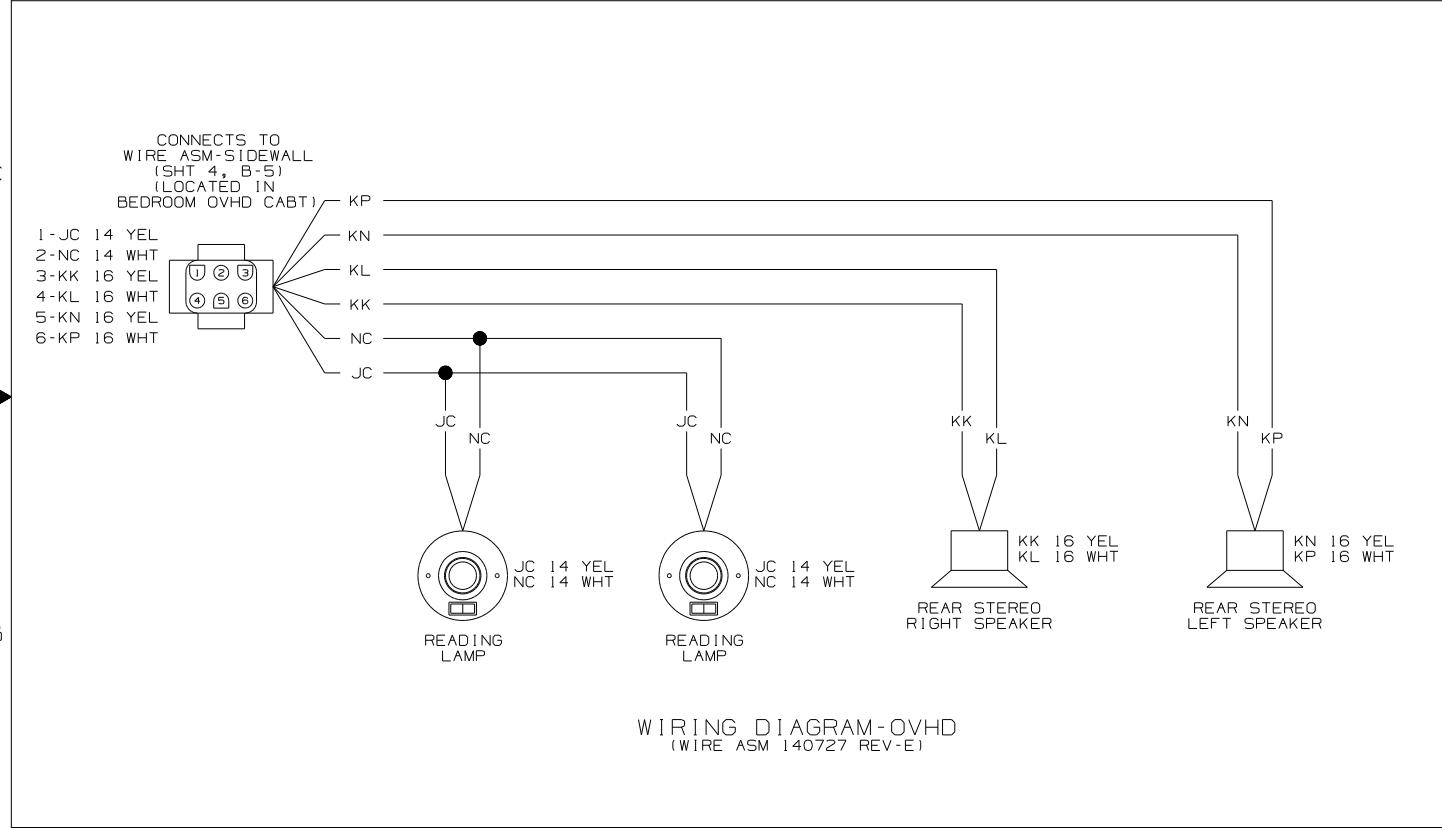 CONNECTS TO
WIRE ASM-SIDEWALL
(SHT 4, B-5)
(LOCATED IN
BEDROOM OVHD CABT)
1-JC 14 YEL
2-NC 14 WHT
3-KK 16 YEL
4-KL 16 WHT
5-KN 16 YEL
6-KP 16 WHT
1 2 3
4 5 6
KP
KN
KL
KK
NC
JC
JC
NC
JC
NC
KK
KL
KN
KP
JC 14 YEL
NC 14 WHT
READING
LAMP
JC 14 YEL
NC 14 WHT
READING
LAMP
KK 16 YEL
KL 16 WHT
REAR STEREO
RIGHT SPEAKER
KN 16 YEL
KP 16 WHT
REAR STEREO
LEFT SPEAKER
WIRING DIAGRAM-OVHD
(WIRE ASM 140727 REV-E)